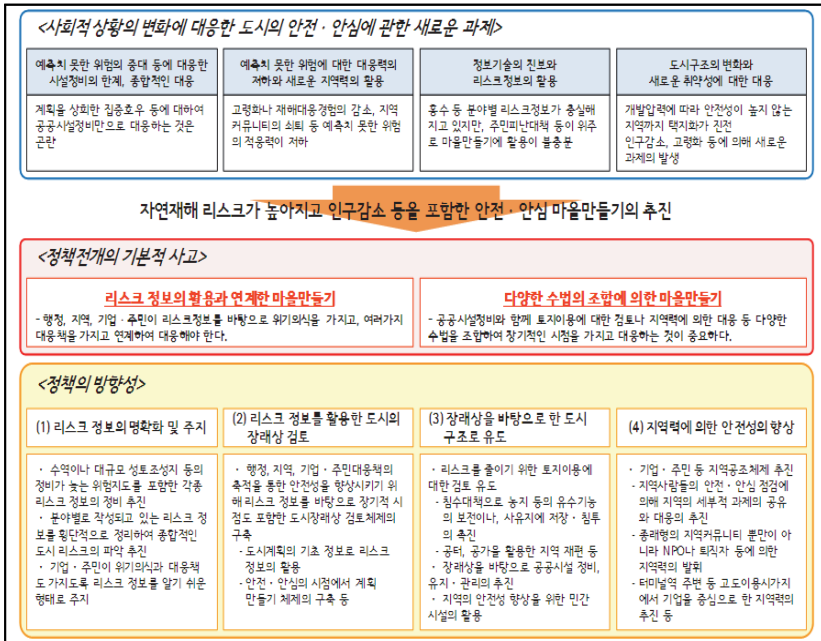 <사회적 상황의 변화에 대응한 도시의 안전 · 안심에 관한 새로운 과제>
예측치 못한 위험의 증대 등에 대응한
시설정비의 한계, 종합적인 대응
계획을 상회한 집중호우 등에 대하여
공공시설정비만으로 대응하는 것은
곤란
예측치 못한 위험에 대한 대응력의
저하와 새로운 지역력의 활용
고령화나 재해대응경험의 감소, 지역
커뮤니티의 쇠퇴 등 예측치 못한 위험
의 적응력이 저하
정보기술의 진보와
리스크정보의 활용
홍수 등 분야별 리스크정보가 충실해
지고 있지만, 주민피난대책 등이 위주
로 마을만들기에 활용이 불충분
도시구조의 변화와
새로운 취약성에 대한 대응
개발압력에 따라 안전성이 높지 않는
지역까지 택지화가 진전
인구감소, 고령화 등에 의해 새로운
과제의 발생
자연재해 리스크가 높아지고 인구감소 등을 포함한 안전 · 안심 마을만들기의 추진
<정책전개의 기본적 사고>
리스크 정보의 활용과 연계한 마을만들기
- 행정, 지역, 기업 · 주민이 리스크정보를 바탕으로 위기의식을 가지고, 여러가지
대응책을 가지고 연계하여 대응해야 한다.
다양한 수법의 조합에 의한 마을만들기
- 공공시설정비와 함께 토지이용에 대한 검토나 지역력에 의한 대응 등 다양한
수법을 조합하여 장기적인 시점을 가지고 대응하는 것이 중요하다.
<정책의 방향성>
(1) 리스크 정보의 명확화 및 주지
· 수역이나 대규모 성토조성지 등의
정비가 늦는 위험지도를 포함한 각종
리스크 정보의 정비 추진
· 분야별로 작성되고 있는 리스크 정
보를 횡단적으로 정리하여 종합적인
도시 리스크의 파악 추진
· 기업 · 주민이 위기의식과 대응책
도 가지도록 리스크 정보를 알기 쉬운
형태로 주지
(2) 리스크 정보를 활용한 도시의
장래상 검토
· 행정, 지역, 기업 · 주민대응책의
축적을 통한 안전성을 향상시키기 위
해 리스크 정보를 바탕으로 장기적 시
점도 포함한 도시장래상 검토체제의
구축
- 도시계획의 기초 정보로 리스크
정보의 활용
- 안전 · 안심의 시점에서 계획
만들기 체제의 구축 등
(3) 장래상을 바탕으로 한 도시
구조로 유도
· 리스크를 줄이기 위한 토지이용에
대한 검토 유도
- 침수대책으로 농지 등의 유수기능
의 보전이나, 사유지에 저장 · 침투
의 촉진
- 공터, 공가를 활용한 지역 재편 등
· 장래상을 바탕으로 공공시설 정비,
유지 · 관리의 추진
· 지역의 안전성 향상을 위한 민간
시설의 활용
(4) 지역력에 의한 안전성의 향상
· 기업 · 주민 등 지역공조체제 추진
- 지역사람들의 안전 · 안심 점검에
의해 지역의 세부적 과제의 공유
와 대응의 추진
- 종래형의 지역커뮤니티 뿐만이 아
니라 NPO나 퇴직자 등에 의한
지역력의 발휘
- 터미널역 주변 등 고도이용시가지
에서 기업을 중심으로 한 지역력의
추진 등